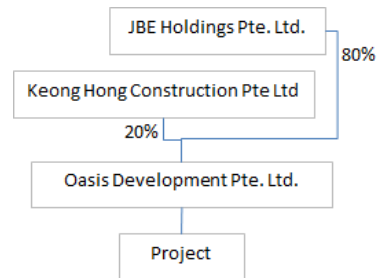 JBE Holdings Pte. Ltd.
80%
Keong Hong Construction Pte Ltd
20%
Oasis Development Pte. Ltd.
Project